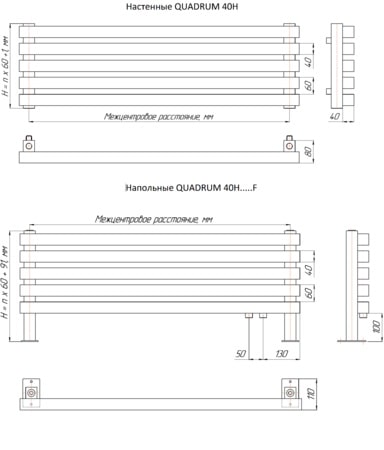 Настенные QUADRUM 40H
H = n x 60 +1, мм
40
60
Межцентровое расстояние, мм
40
80
Напольные QUADRUM 40H.....F
Межцентровое расстояние, мм
H = n x 60 + 91, мм
40
60
50
130
100
110